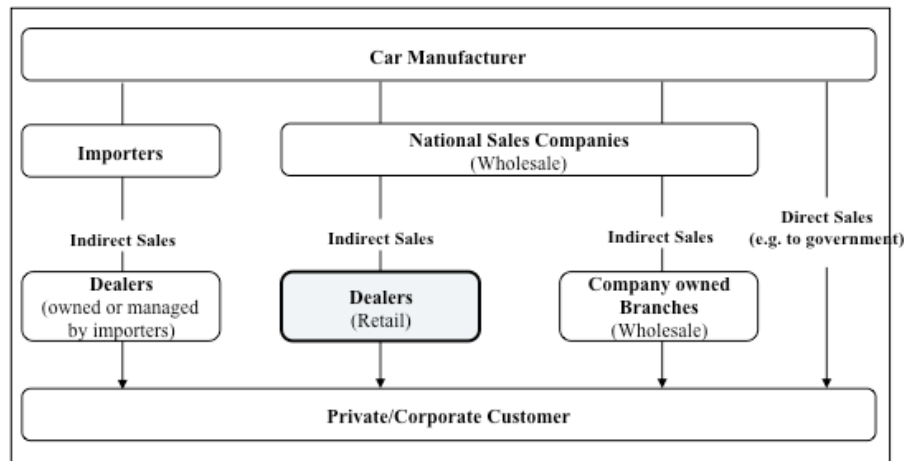 Car Manufacturer
Importers
National Sales Companies
(Wholesale)
Direct Sales
(e.g. to government)
Indirect Sales
Indirect Sales
Indirect Sales
Dealers
(owned or managed
by importers)
Dealers
(Retail)
Company owned
Branches
(Wholesale)
Private/Corporate Customer